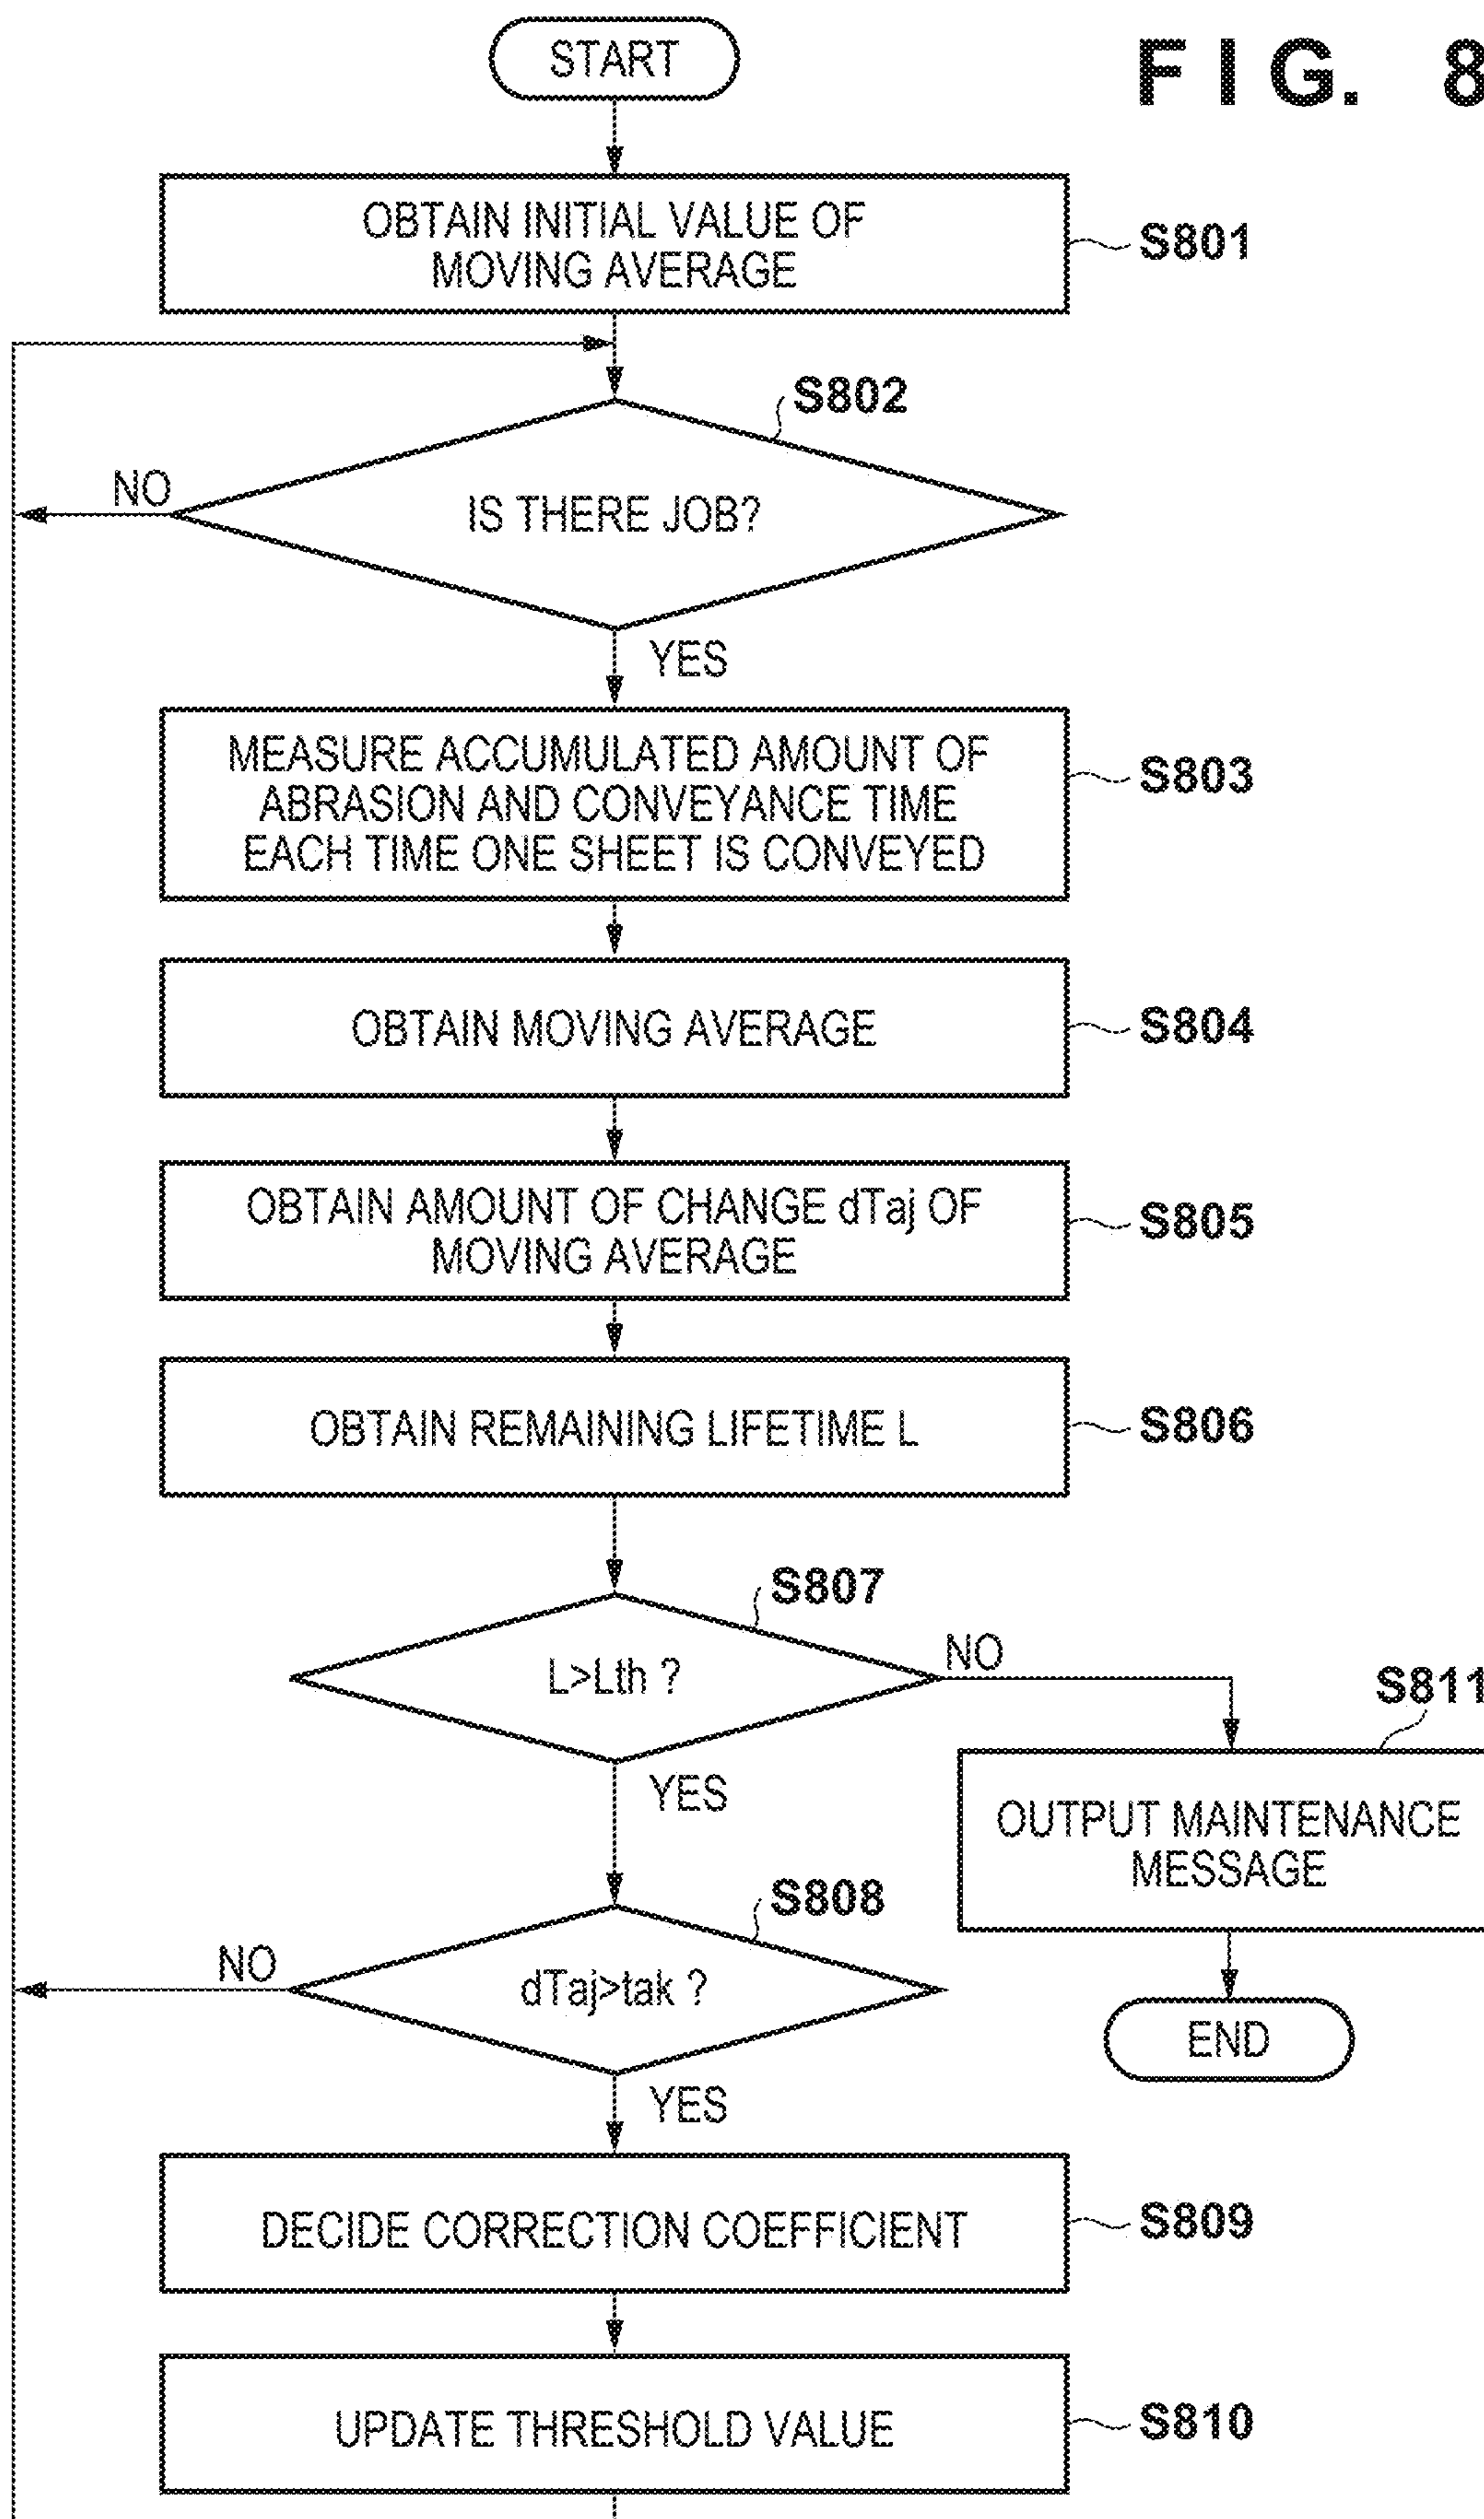 FIG. 8
START
OBTAIN INITIAL VALUE OF
MOVING AVERAGE
S801
S802
NO
IS THERE JOB?
YES
MEASURE ACCUMULATED AMOUNT OF
ABRASION AND CONVEYANCE TIME
EACH TIME ONE SHEET IS CONVEYED
S803
OBTAIN MOVING AVERAGE
S804
OBTAIN AMOUNT OF CHANGE dTaj OF
MOVING AVERAGE
S805
OBTAIN REMAINING LIFETIME L
S806
S807
L>Lth ?
NO
YES
S811
OUTPUT MAINTENANCE
MESSAGE
END
S808
NO
dTaj>tak ?
YES
DECIDE CORRECTION COEFFICIENT
S809
UPDATE THRESHOLD VALUE
S810